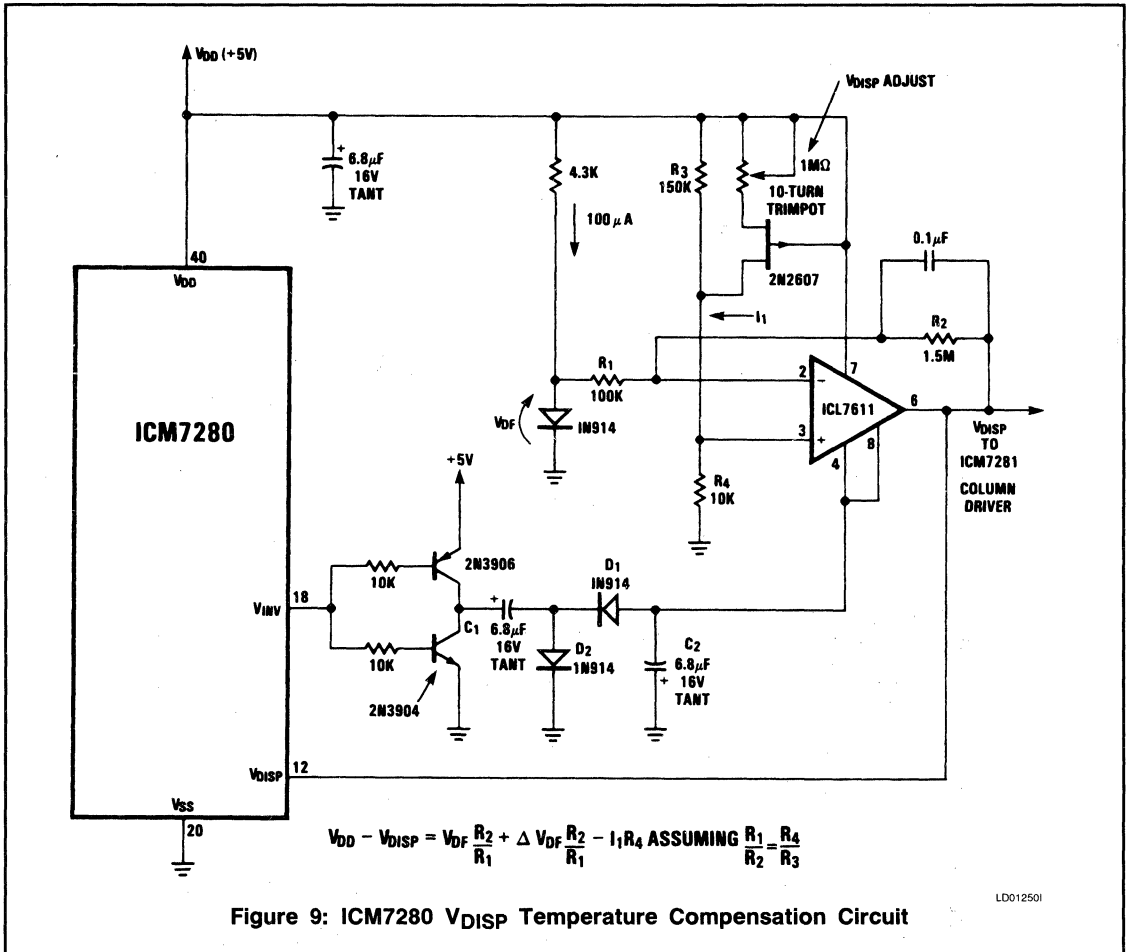 VDD (+5V)
VDISP ADJUST
+
6.8μF
16V
TANT
4.3K
100μA
R3
150K
1MΩ
10-TURN
TRIMPOT
2N2607
0.1μF
I1
R2
1.5M
40
VDD
ICM7280
R1
100K
2
−
7
ICL7611
6
3
+
4
8
VDISP
TO
ICM7281
COLUMN
DRIVER
VDF
IN914
+5V
R4
10K
2N3906
10K
VINV
18
10K
2N3904
C1
+
6.8μF
16V
TANT
D1
IN914
D2
1N914
C2
6.8μF
+ 16V
TANT
VDISP
12
VSS
20
VDD − VDISP = VDF R2/R1 + Δ VDF R2/R1 − I1R4 ASSUMING R1/R2 = R4/R3
LD01250I
Figure 9: ICM7280 VDISP Temperature Compensation Circuit